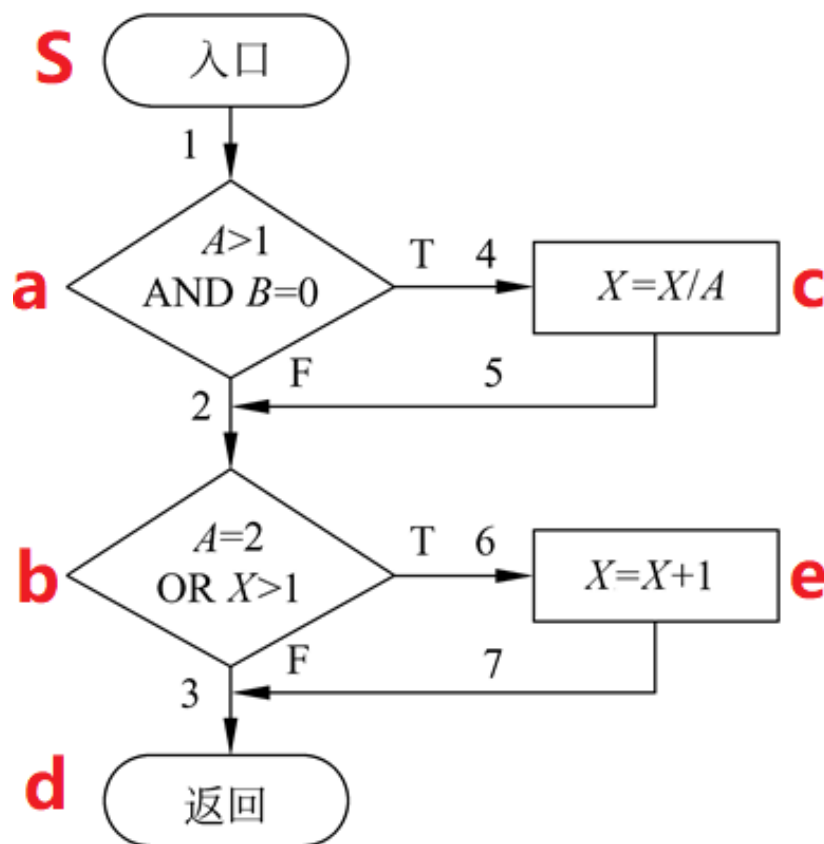 S 入口
1
A>1
AND B=0
T 4
X=X/A
a
c
F
5
2
A=2
OR X>1
T 6
X=X+1
b
e
F
7
3
d 返回